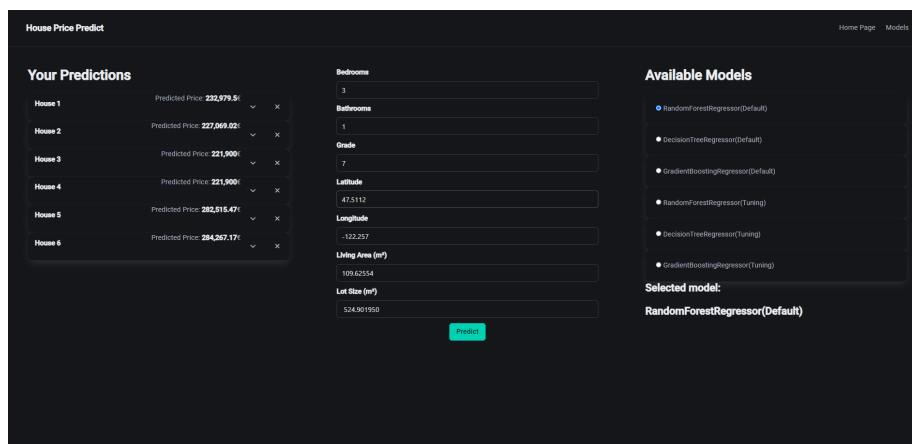 House Price Predict
Home Page Models
Your Predictions
House 1 Predicted Price: 232,979.5€
House 2 Predicted Price: 227,069.02€
House 3 Predicted Price: 221,900€
House 4 Predicted Price: 221,900€
House 5 Predicted Price: 282,515.47€
House 6 Predicted Price: 284,267.17€
Bedrooms
3
Bathrooms
1
Grade
7
Latitude
47.5112
Longitude
-122.257
Living Area (m²)
109.62554
Lot Size (m²)
524.901950
Predict
Available Models
RandomForestRegressor(Default)
DecisionTreeRegressor(Default)
GradientBoostingRegressor(Default)
RandomForestRegressor(Tuning)
DecisionTreeRegressor(Tuning)
GradientBoostingRegressor(Tuning)
Selected model:
RandomForestRegressor(Default)